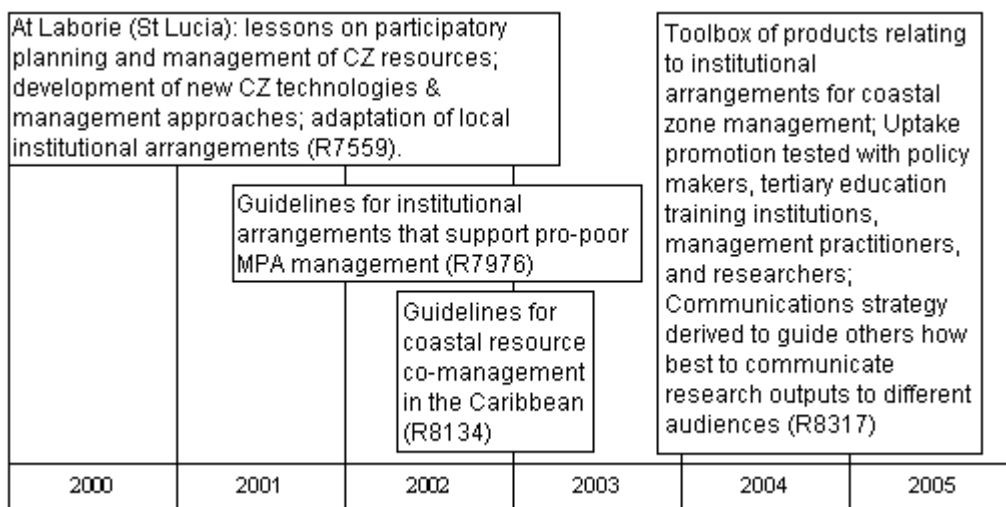 At Laborie (St Lucia): lessons on participatory
planning and management of CZ resources;
development of new CZ technologies &
management approaches; adaptation of local
institutional arrangements (R7559).
Guidelines for institutional
arrangements that support pro-poor
MPA management (R7976)
Guidelines for
coastal resource
co-management
in the Caribbean
(R8134)
Toolbox of products relating
to institutional
arrangements for coastal
zone management; Uptake
promotion tested with policy
makers, tertiary education
training institutions,
management practitioners,
and researchers;
Communications strategy
derived to guide others how
best to communicate
research outputs to different
audiences (R8317)
2000 2001 2002 2003 2004 2005